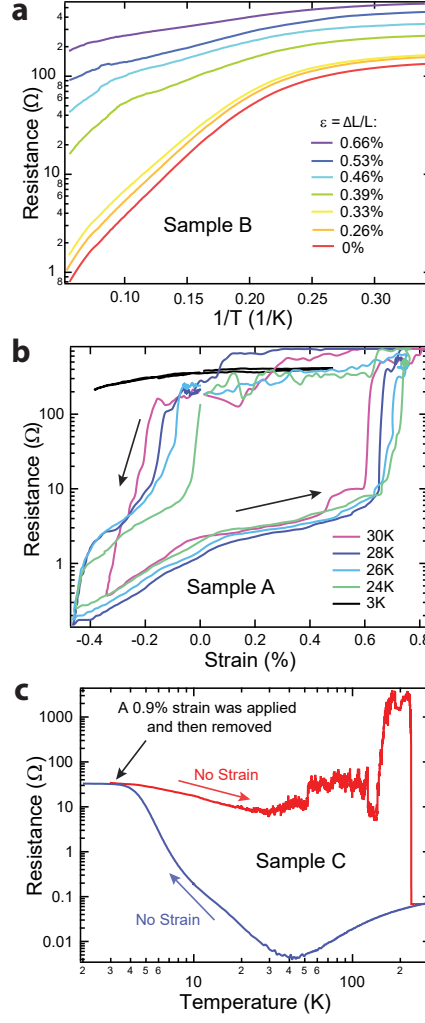 a
Resistance (Ω)
100
10
1
8
6
4
2
8
6
4
2
4
2
8
ε = ΔL/L:
0.66%
0.53%
0.46%
0.39%
0.33%
0.26%
0%
Sample B
0.10
0.15
0.20
0.25
0.30
1/T (1/K)
b
Resistance (Ω)
100
10
1
30K
28K
26K
24K
3K
Sample A
-0.4
-0.2
0.0
0.2
0.4
0.6
0.8
Strain (%)
c
Resistance (Ω)
1000
100
10
1
0.1
0.01
A 0.9% strain was applied
and then removed
No Strain
Sample C
No Strain
2
3
4
5
6
10
2
3
4
5
6
100
2
Temperature (K)